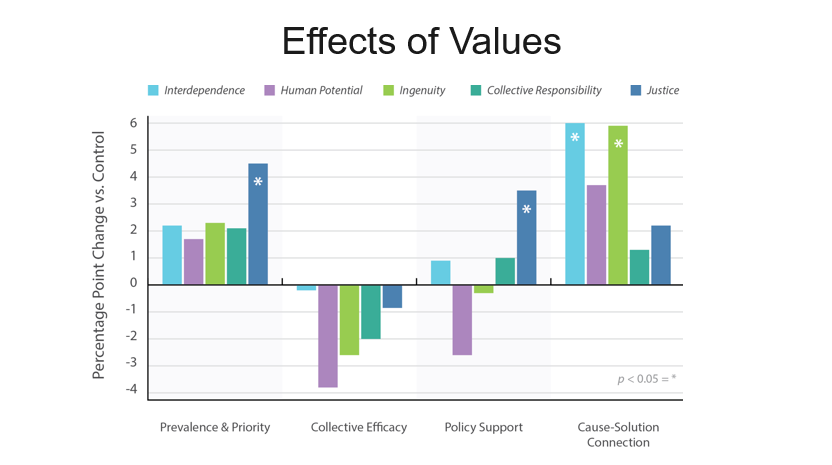 Effects of Values
Interdependence Human Potential Ingenuity Collective Responsibility Justice
Percentage Point Change vs. Control
6
5
4
3
2
1
0
-1
-2
-3
-4
p < 0.05 = *
Prevalence & Priority Collective Efficacy Policy Support Cause-Solution
Connection